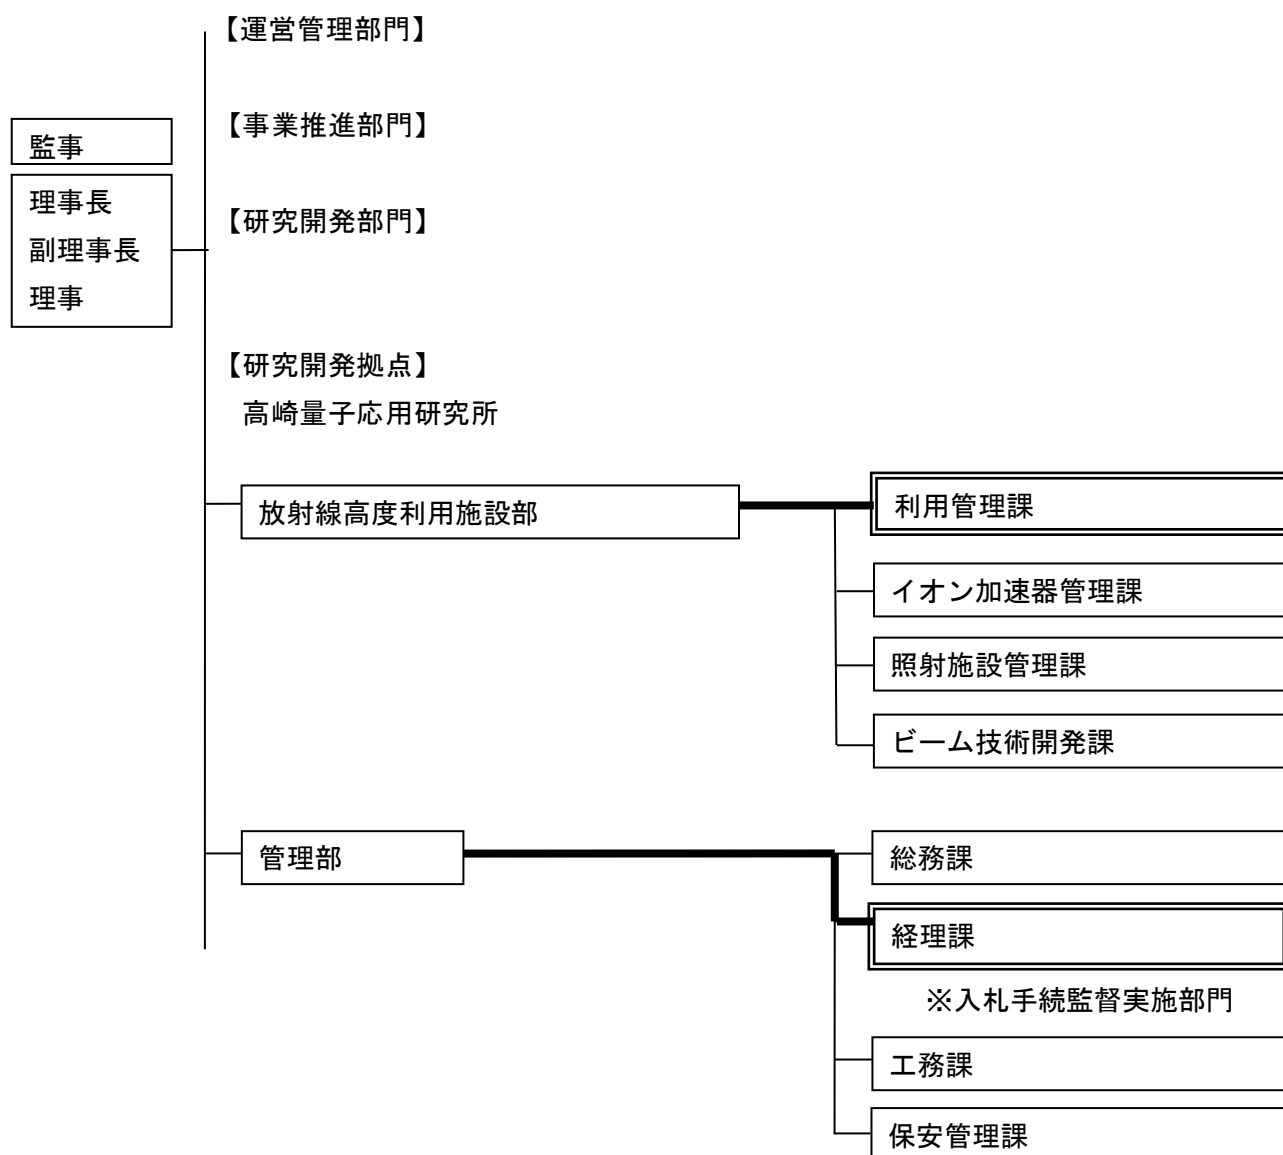 【運営管理部門】
【事業推進部門】
監事
理事長
副理事長
理事
【研究開発部門】
【研究開発拠点】
高崎量子応用研究所
放射線高度利用施設部
利用管理課
イオン加速器管理課
照射施設管理課
ビーム技術開発課
管理部
総務課
経理課
※入札手続監督実施部門
工務課
保安管理課